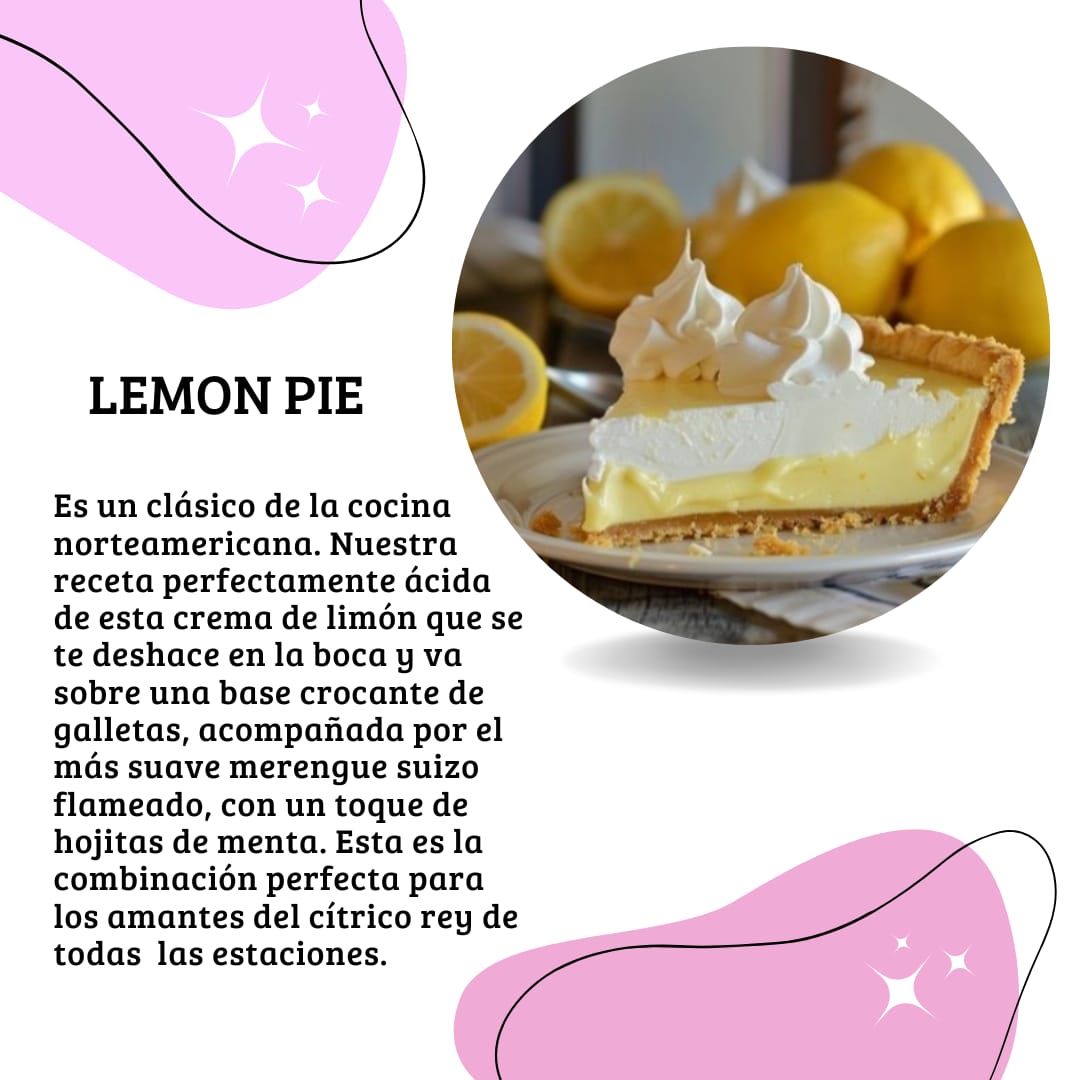 LEMON PIE
Es un clásico de la cocina
norteamericana. Nuestra
receta perfectamente ácida
de esta crema de limón que se
te deshace en la boca y va
sobre una base crocante de
galletas, acompañada por el
más suave merengue suizo
flameado, con un toque de
hojitas de menta. Esta es la
combinación perfecta para
los amantes del cítrico rey de
todas  las estaciones.